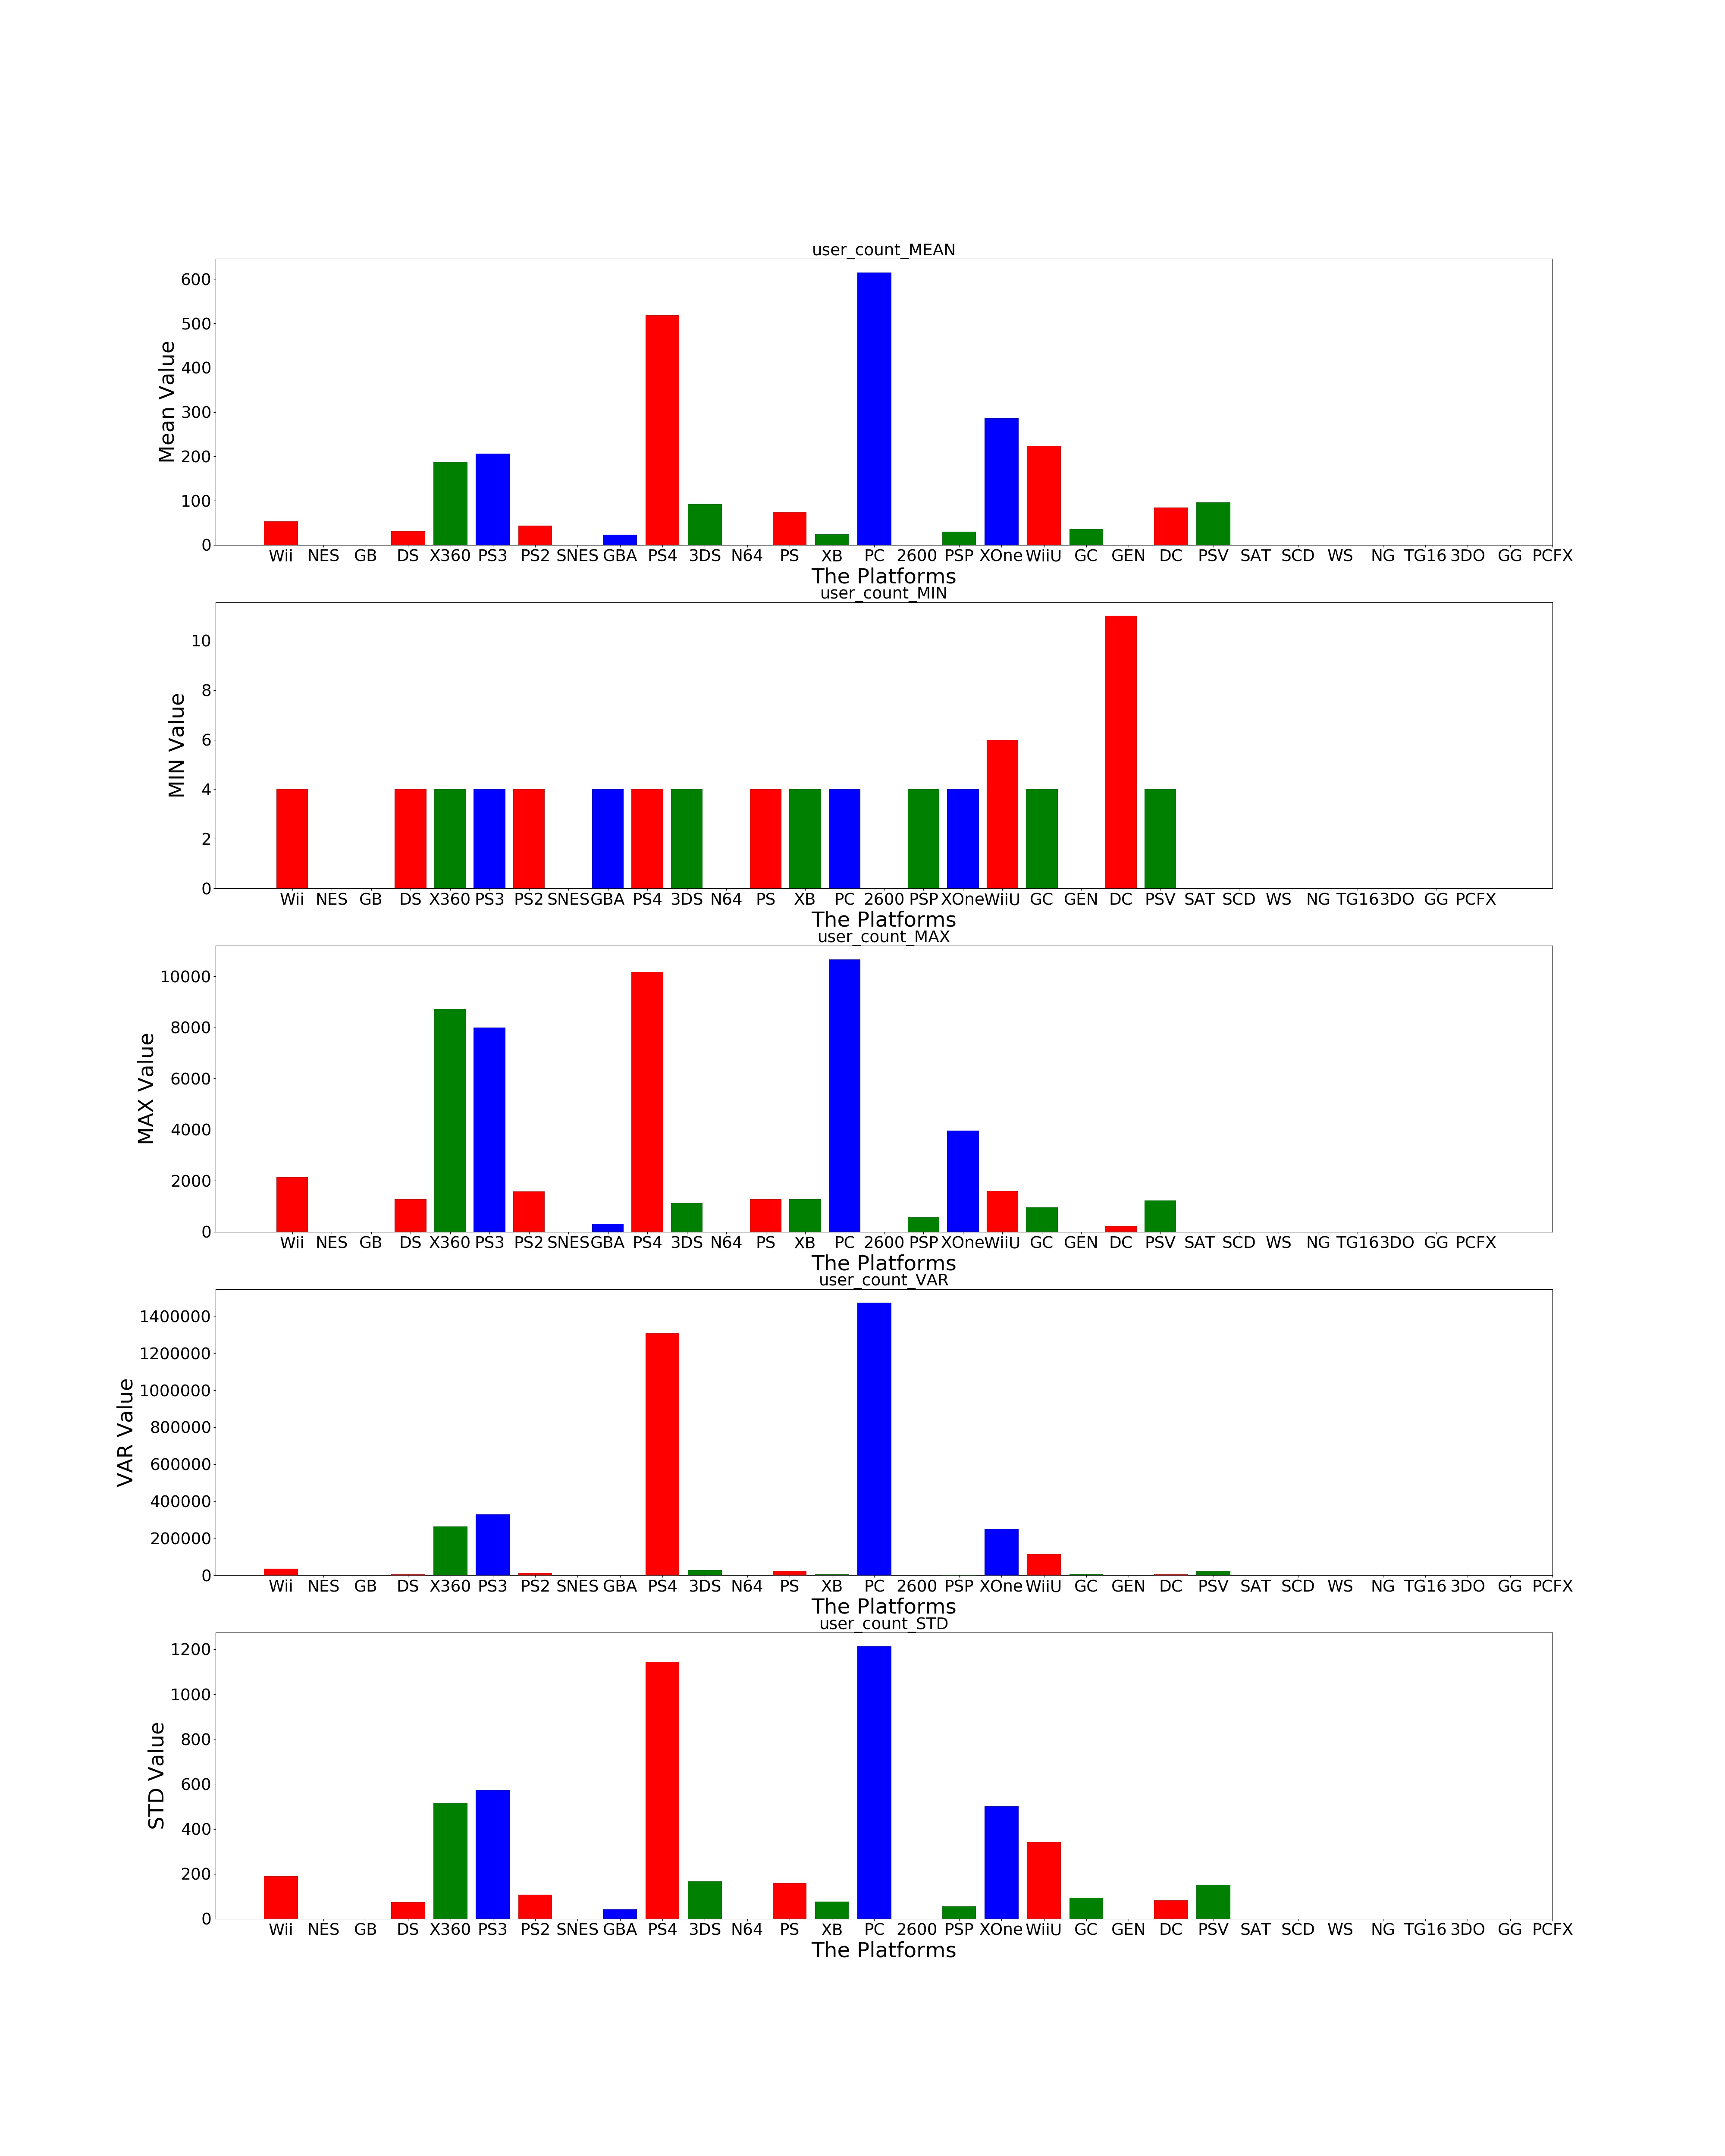 user_count_MEAN
Mean Value
600
500
400
300
200
100
0
Wii NES GB DS X360 PS3 PS2 SNES GBA PS4 3DS N64 PS XB PC 2600 PSP XOne WiiU GC GEN DC PSV SAT SCD WS NG TG16 3DO GG PCFX
The Platforms
user_count_MIN
MIN Value
10
8
6
4
2
0
Wii NES GB DS X360 PS3 PS2 SNES GBA PS4 3DS N64 PS XB PC 2600 PSP XOne WiiU GC GEN DC PSV SAT SCD WS NG TG16 3DO GG PCFX
The Platforms
user_count_MAX
MAX Value
10000
8000
6000
4000
2000
0
Wii NES GB DS X360 PS3 PS2 SNES GBA PS4 3DS N64 PS XB PC 2600 PSP XOne WiiU GC GEN DC PSV SAT SCD WS NG TG16 3DO GG PCFX
The Platforms
user_count_VAR
VAR Value
1400000
1200000
1000000
800000
600000
400000
200000
0
Wii NES GB DS X360 PS3 PS2 SNES GBA PS4 3DS N64 PS XB PC 2600 PSP XOne WiiU GC GEN DC PSV SAT SCD WS NG TG16 3DO GG PCFX
The Platforms
user_count_STD
STD Value
1200
1000
800
600
400
200
0
Wii NES GB DS X360 PS3 PS2 SNES GBA PS4 3DS N64 PS XB PC 2600 PSP XOne WiiU GC GEN DC PSV SAT SCD WS NG TG16 3DO GG PCFX
The Platforms